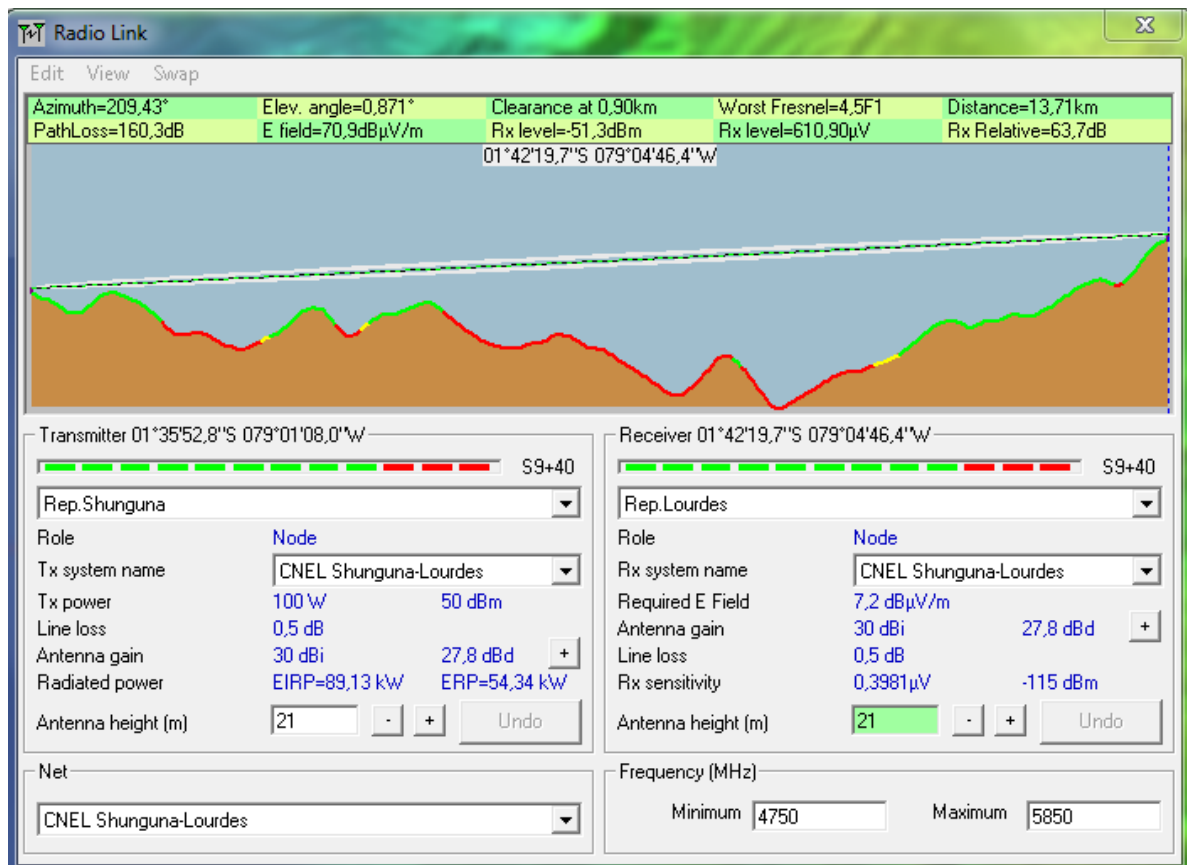 Radio Link
Edit View Swap
Azimuth=209,43° Elev. angle=0,871° Clearance at 0,90km Worst Fresnel=4,5F1 Distance=13,71km
PathLoss=160,3dB E field=70,9dBµV/m Rx level=-51,3dBm Rx level=610,90µV Rx Relative=63,7dB
01°42'19,7''S 079°04'46,4''W
Transmitter 01°35'52,8''S 079°01'08,0''W
S9+40
Rep.Shunguna
Role Node
Tx system name CNEL Shunguna-Lourdes
Tx power 100 W 50 dBm
Line loss 0,5 dB
Antenna gain 30 dBi 27,8 dBd +
Radiated power EIRP=89,13 kW ERP=54,34 kW
Antenna height (m) 21 - + Undo
Receiver 01°42'19,7''S 079°04'46,4''W
S9+40
Rep.Lourdes
Role Node
Rx system name CNEL Shunguna-Lourdes
Required E Field 7,2 dBµV/m
Antenna gain 30 dBi 27,8 dBd +
Line loss 0,5 dB
Rx sensitivity 0,3981µV -115 dBm
Antenna height (m) 21 - + Undo
Net
CNEL Shunguna-Lourdes
Frequency (MHz)
Minimum 4750 Maximum 5850